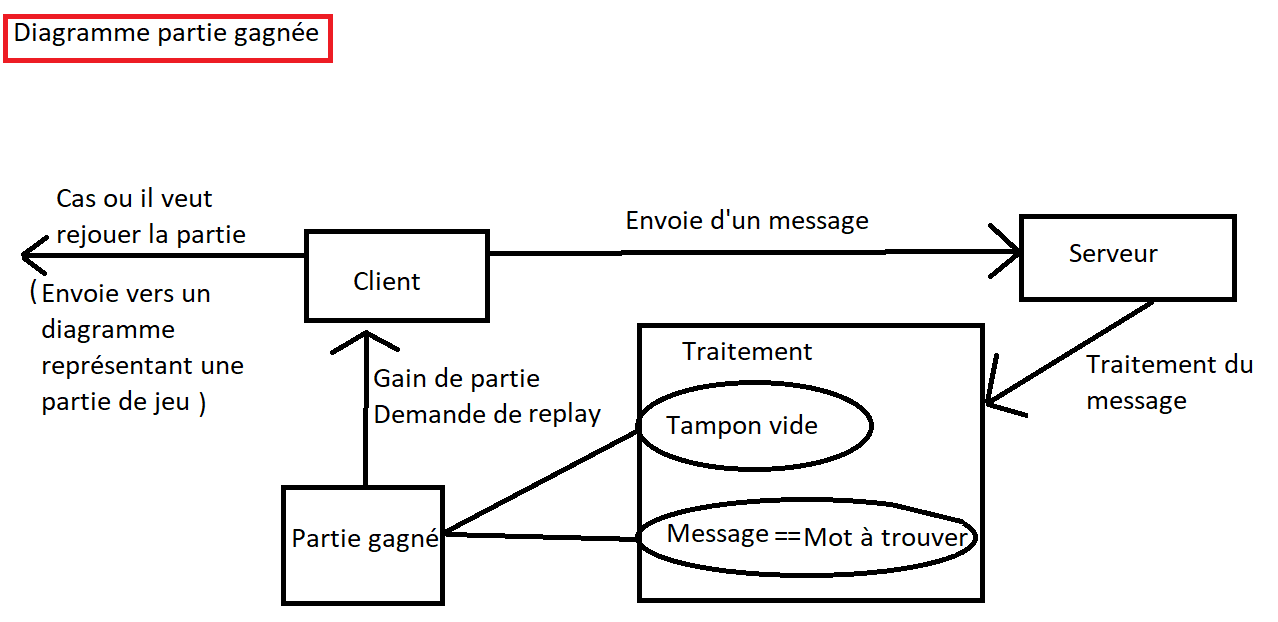 Diagramme partie gagnée
Cas ou il veut
rejouer la partie
(Envoie vers un
diagramme
représentant une
partie de jeu )
Client
Envoie d'un message
Serveur
Traitement du
message
Traitement
Tampon vide
Message == Mot à trouver
Gain de partie
Demande de replay
Partie gagné